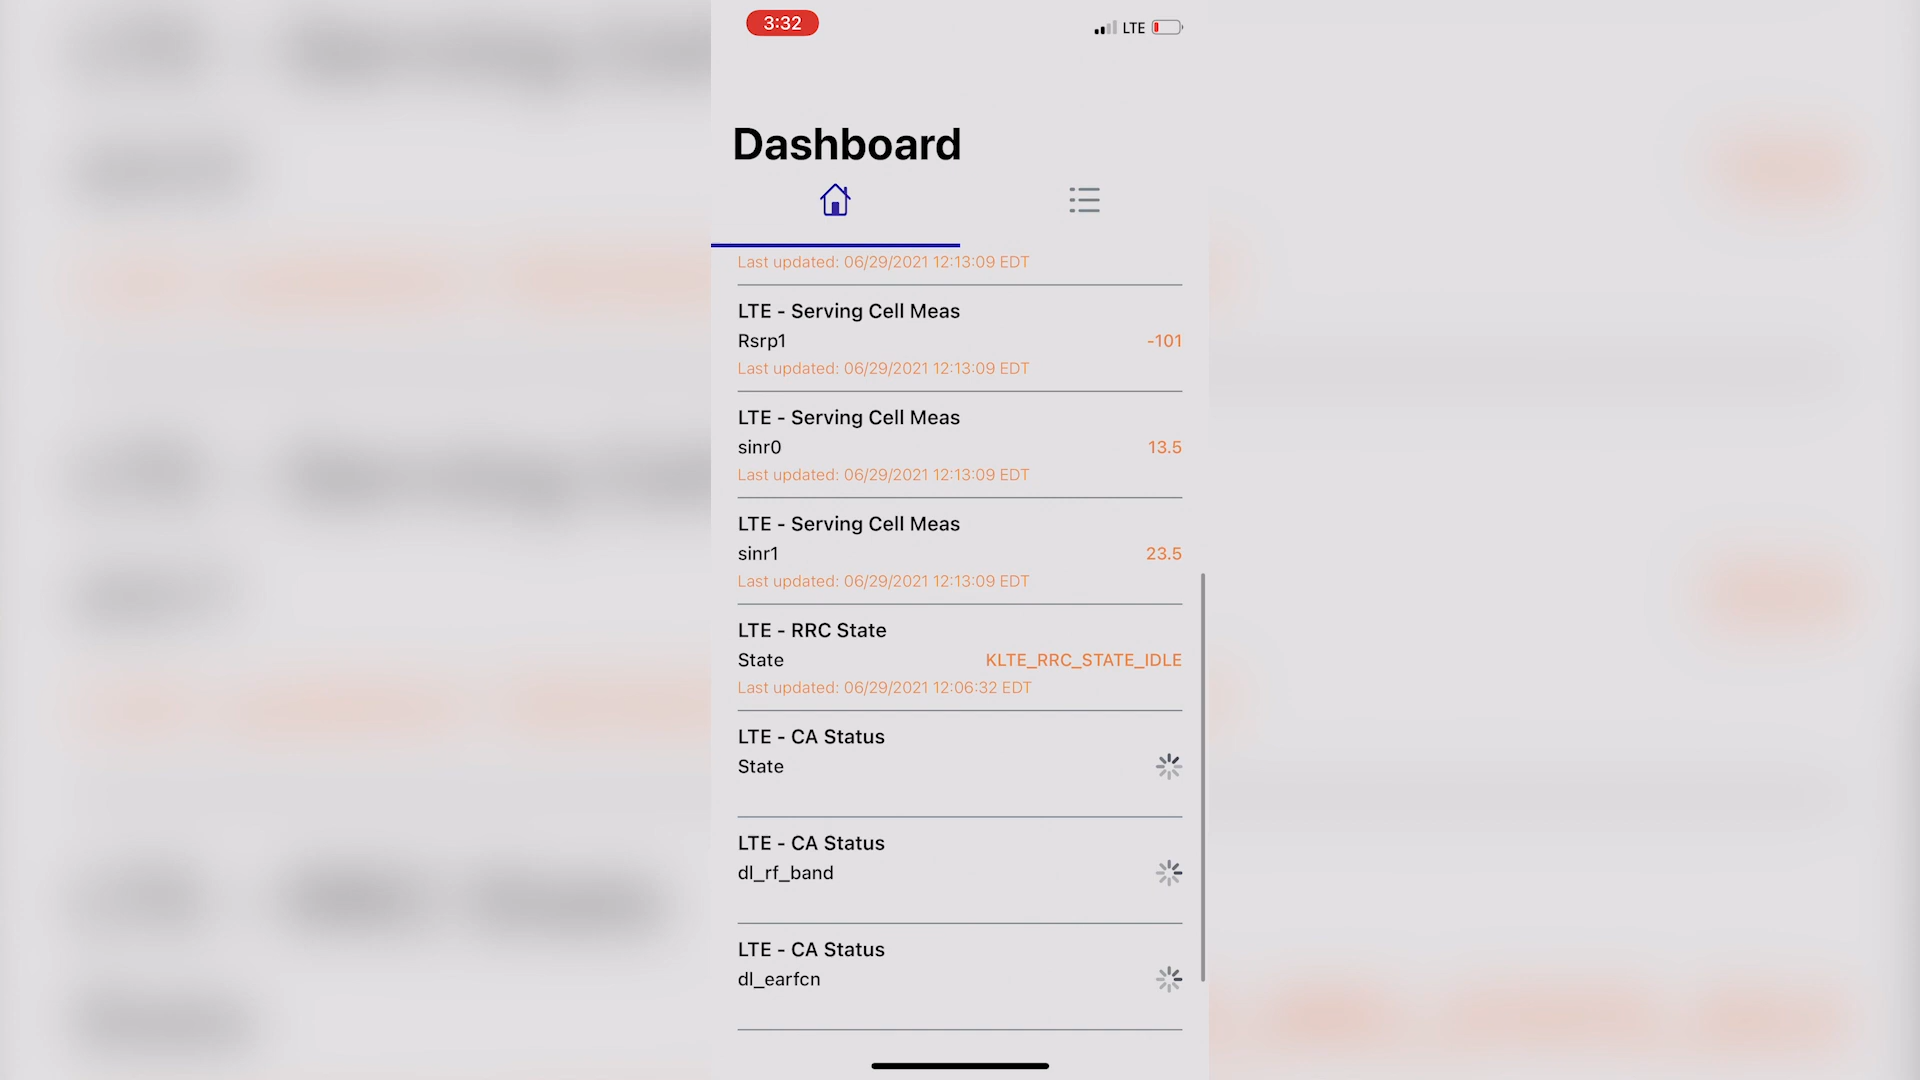 3:32
LTE
Dashboard
Last updated: 06/29/2021 12:13:09 EDT
LTE - Serving Cell Meas
Rsrp1 -101
Last updated: 06/29/2021 12:13:09 EDT
LTE - Serving Cell Meas
sinr0 13.5
Last updated: 06/29/2021 12:13:09 EDT
LTE - Serving Cell Meas
sinr1 23.5
Last updated: 06/29/2021 12:13:09 EDT
LTE - RRC State
State KLTE_RRC_STATE_IDLE
Last updated: 06/29/2021 12:06:32 EDT
LTE - CA Status
State
LTE - CA Status
dl_rf_band
LTE - CA Status
dl_earfcn